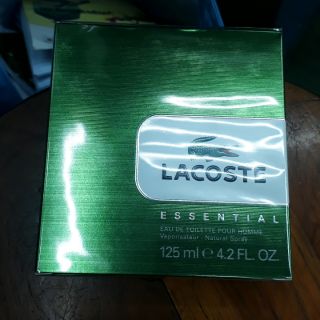 LACOSTE
ESSENTIAL
EAU DE TOILETTE POUR HOMME
Vaporisateur - Natural Spray
125 ml ℮ 4.2 FL. OZ.